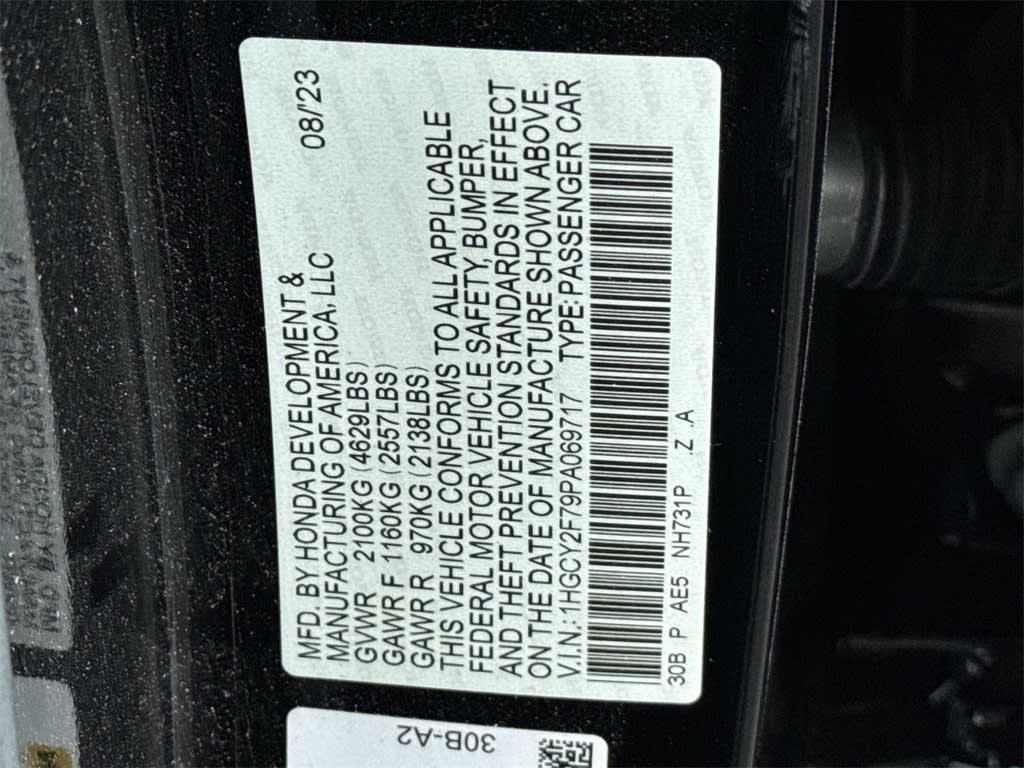 MFD. BY HONDA DEVELOPMENT & 08/'23
MANUFACTURING OF AMERICA, LLC
GVWR 2100KG (4629LBS)
GAWR F 1160KG (2557LBS)
GAWR R 970KG (2138LBS)
THIS VEHICLE CONFORMS TO ALL APPLICABLE
FEDERAL MOTOR VEHICLE SAFETY, BUMPER,
AND THEFT PREVENTION STANDARDS IN EFFECT
ON THE DATE OF MANUFACTURE SHOWN ABOVE.
V.I.N.: 1HGCY2F79PA069717 TYPE: PASSENGER CAR
30B P AE5 NH731P .Z .A
30B-A2